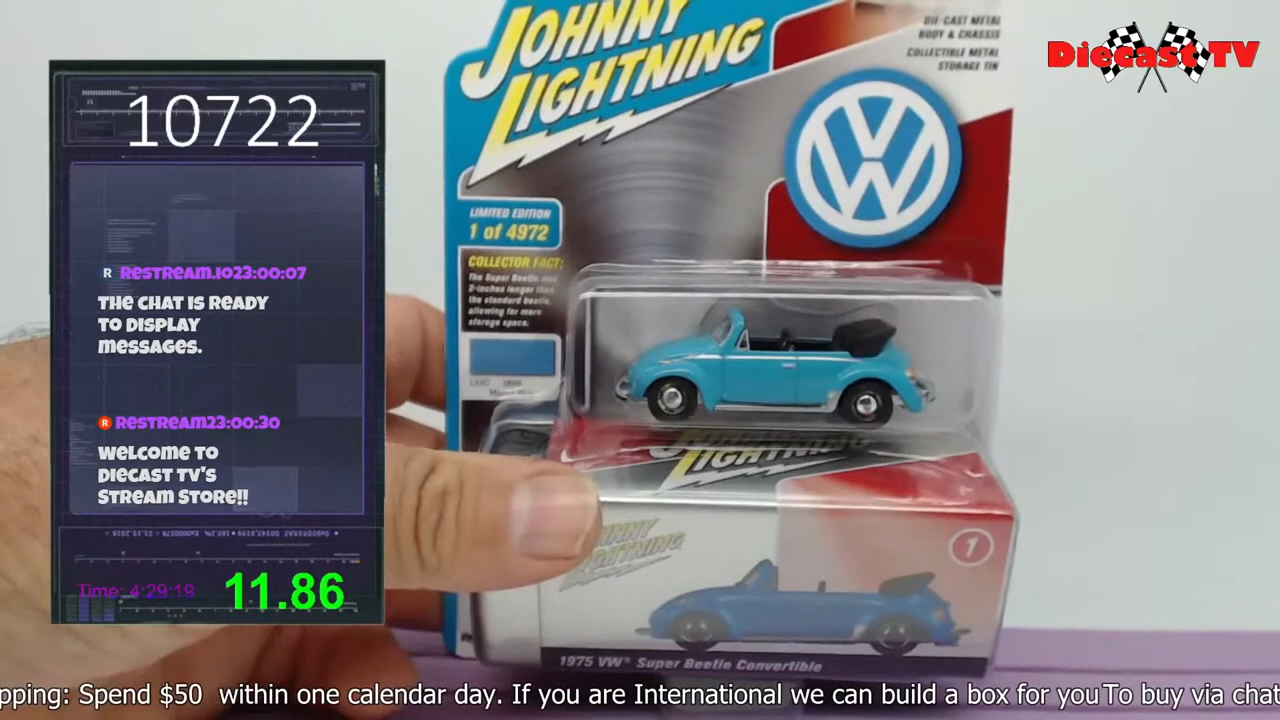 10722
R Restream.io23:00:07
THE CHAT IS READY
TO DISPLAY
MESSAGES.
R Restream23:00:30
WELCOME TO
DIECAST TV'S
STREAM STORE!!
Time: 4:29:19
11.86
JOHNNY
LIGHTNING
DIE-CAST METAL
BODY & CHASSIS
COLLECTIBLE METAL
STORAGE TIN
Diecast TV
VW
LIMITED EDITION
1 of 4972
COLLECTOR FACT:
The Super Beetle was
2-inches longer than
the standard beetle,
allowing for more
storage space.
LIGHTNING
JOHNNY
LIGHTNING
1
1975 VW® Super Beetle Convertible
pping: Spend $50 within one calendar day. If you are International we can build a box for you To buy via chat